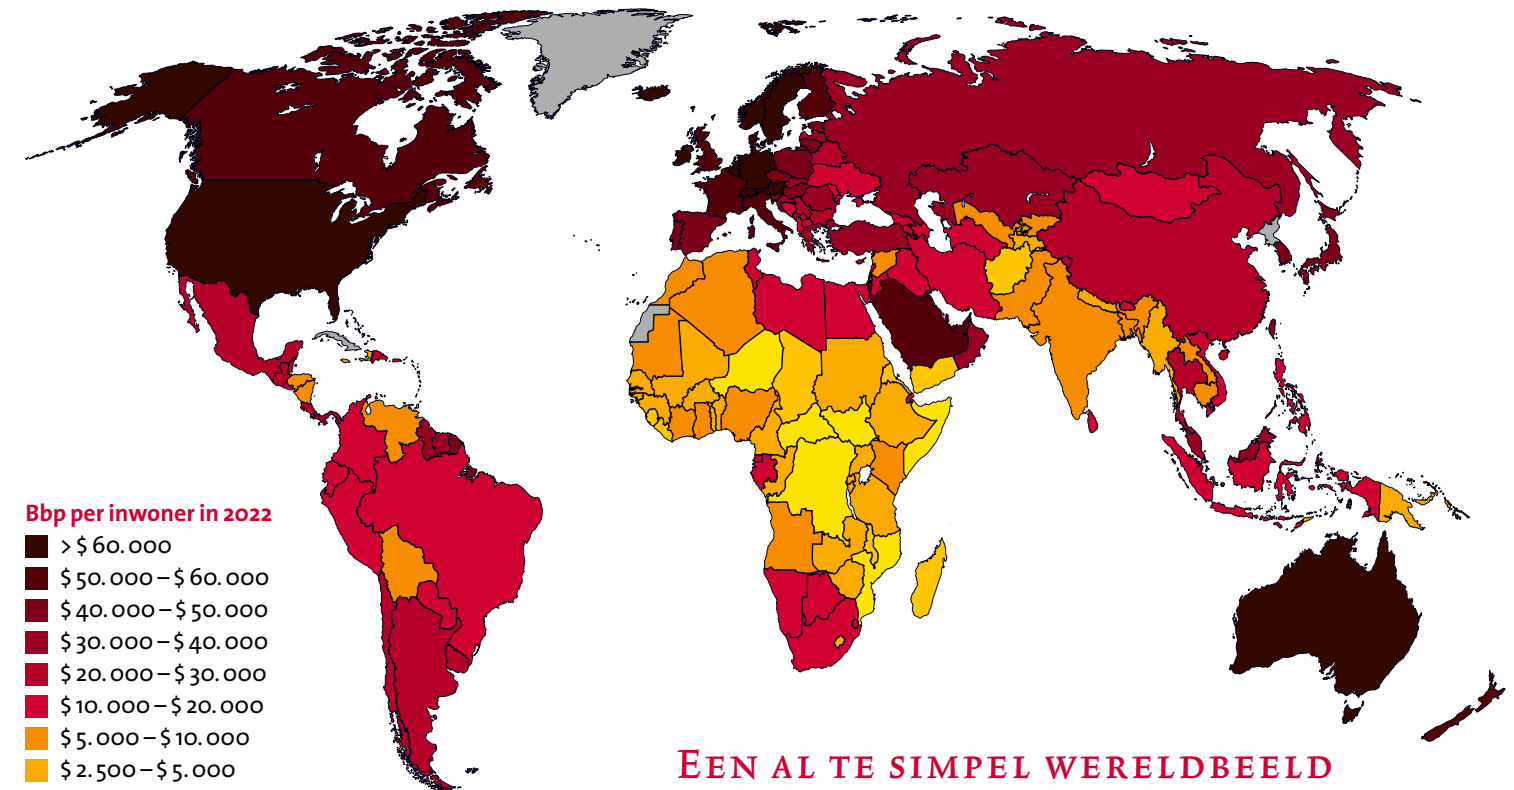 Bbp per inwoner in 2022
> $ 60.000
$ 50.000 – $ 60.000
$ 40.000 – $ 50.000
$ 30.000 – $ 40.000
$ 20.000 – $ 30.000
$ 10.000 – $ 20.000
$ 5.000 – $ 10.000
$ 2.500 – $ 5.000
Een al te simpel wereldbeeld